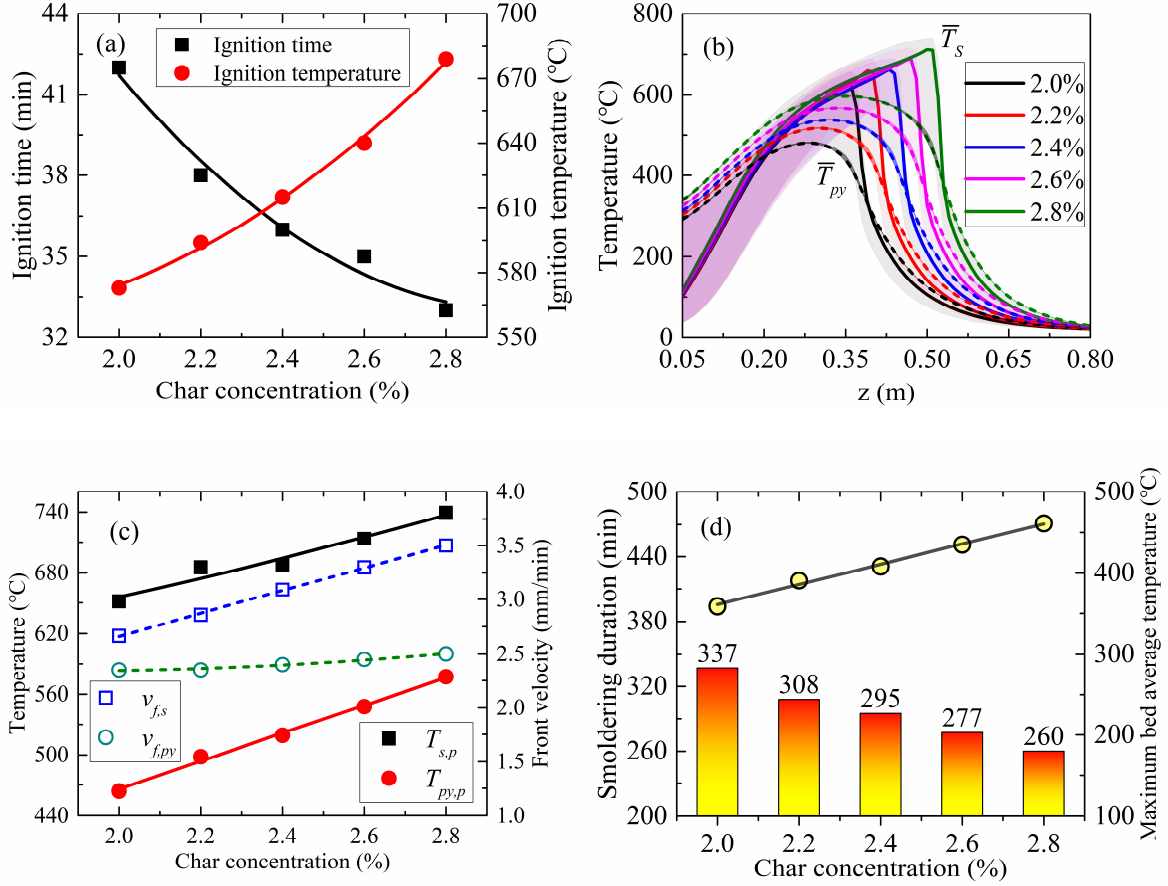 (a)
Ignition time
Ignition temperature
44
41
38
35
32
Ignition time (min)
700
670
640
610
580
550
Ignition temperature (℃)
2.0 2.2 2.4 2.6 2.8
Char concentration (%)
(b)
T̅S
T̅py
2.0%
2.2%
2.4%
2.6%
2.8%
800
600
400
200
0
Temperature (℃)
0.05 0.20 0.35 0.50 0.65 0.80
z (m)
(c)
vf,s
vf,py
Ts,p
Tpy,p
740
680
620
560
500
440
Temperature (℃)
4.0
3.5
3.0
2.5
2.0
1.5
1.0
Front velocity (mm/min)
2.0 2.2 2.4 2.6 2.8
Char concentration (%)
(d)
337
308
295
277
260
500
440
380
320
260
200
Smoldering duration (min)
500
400
300
200
100
Maximum bed average temperature (℃)
2.0 2.2 2.4 2.6 2.8
Char concentration (%)